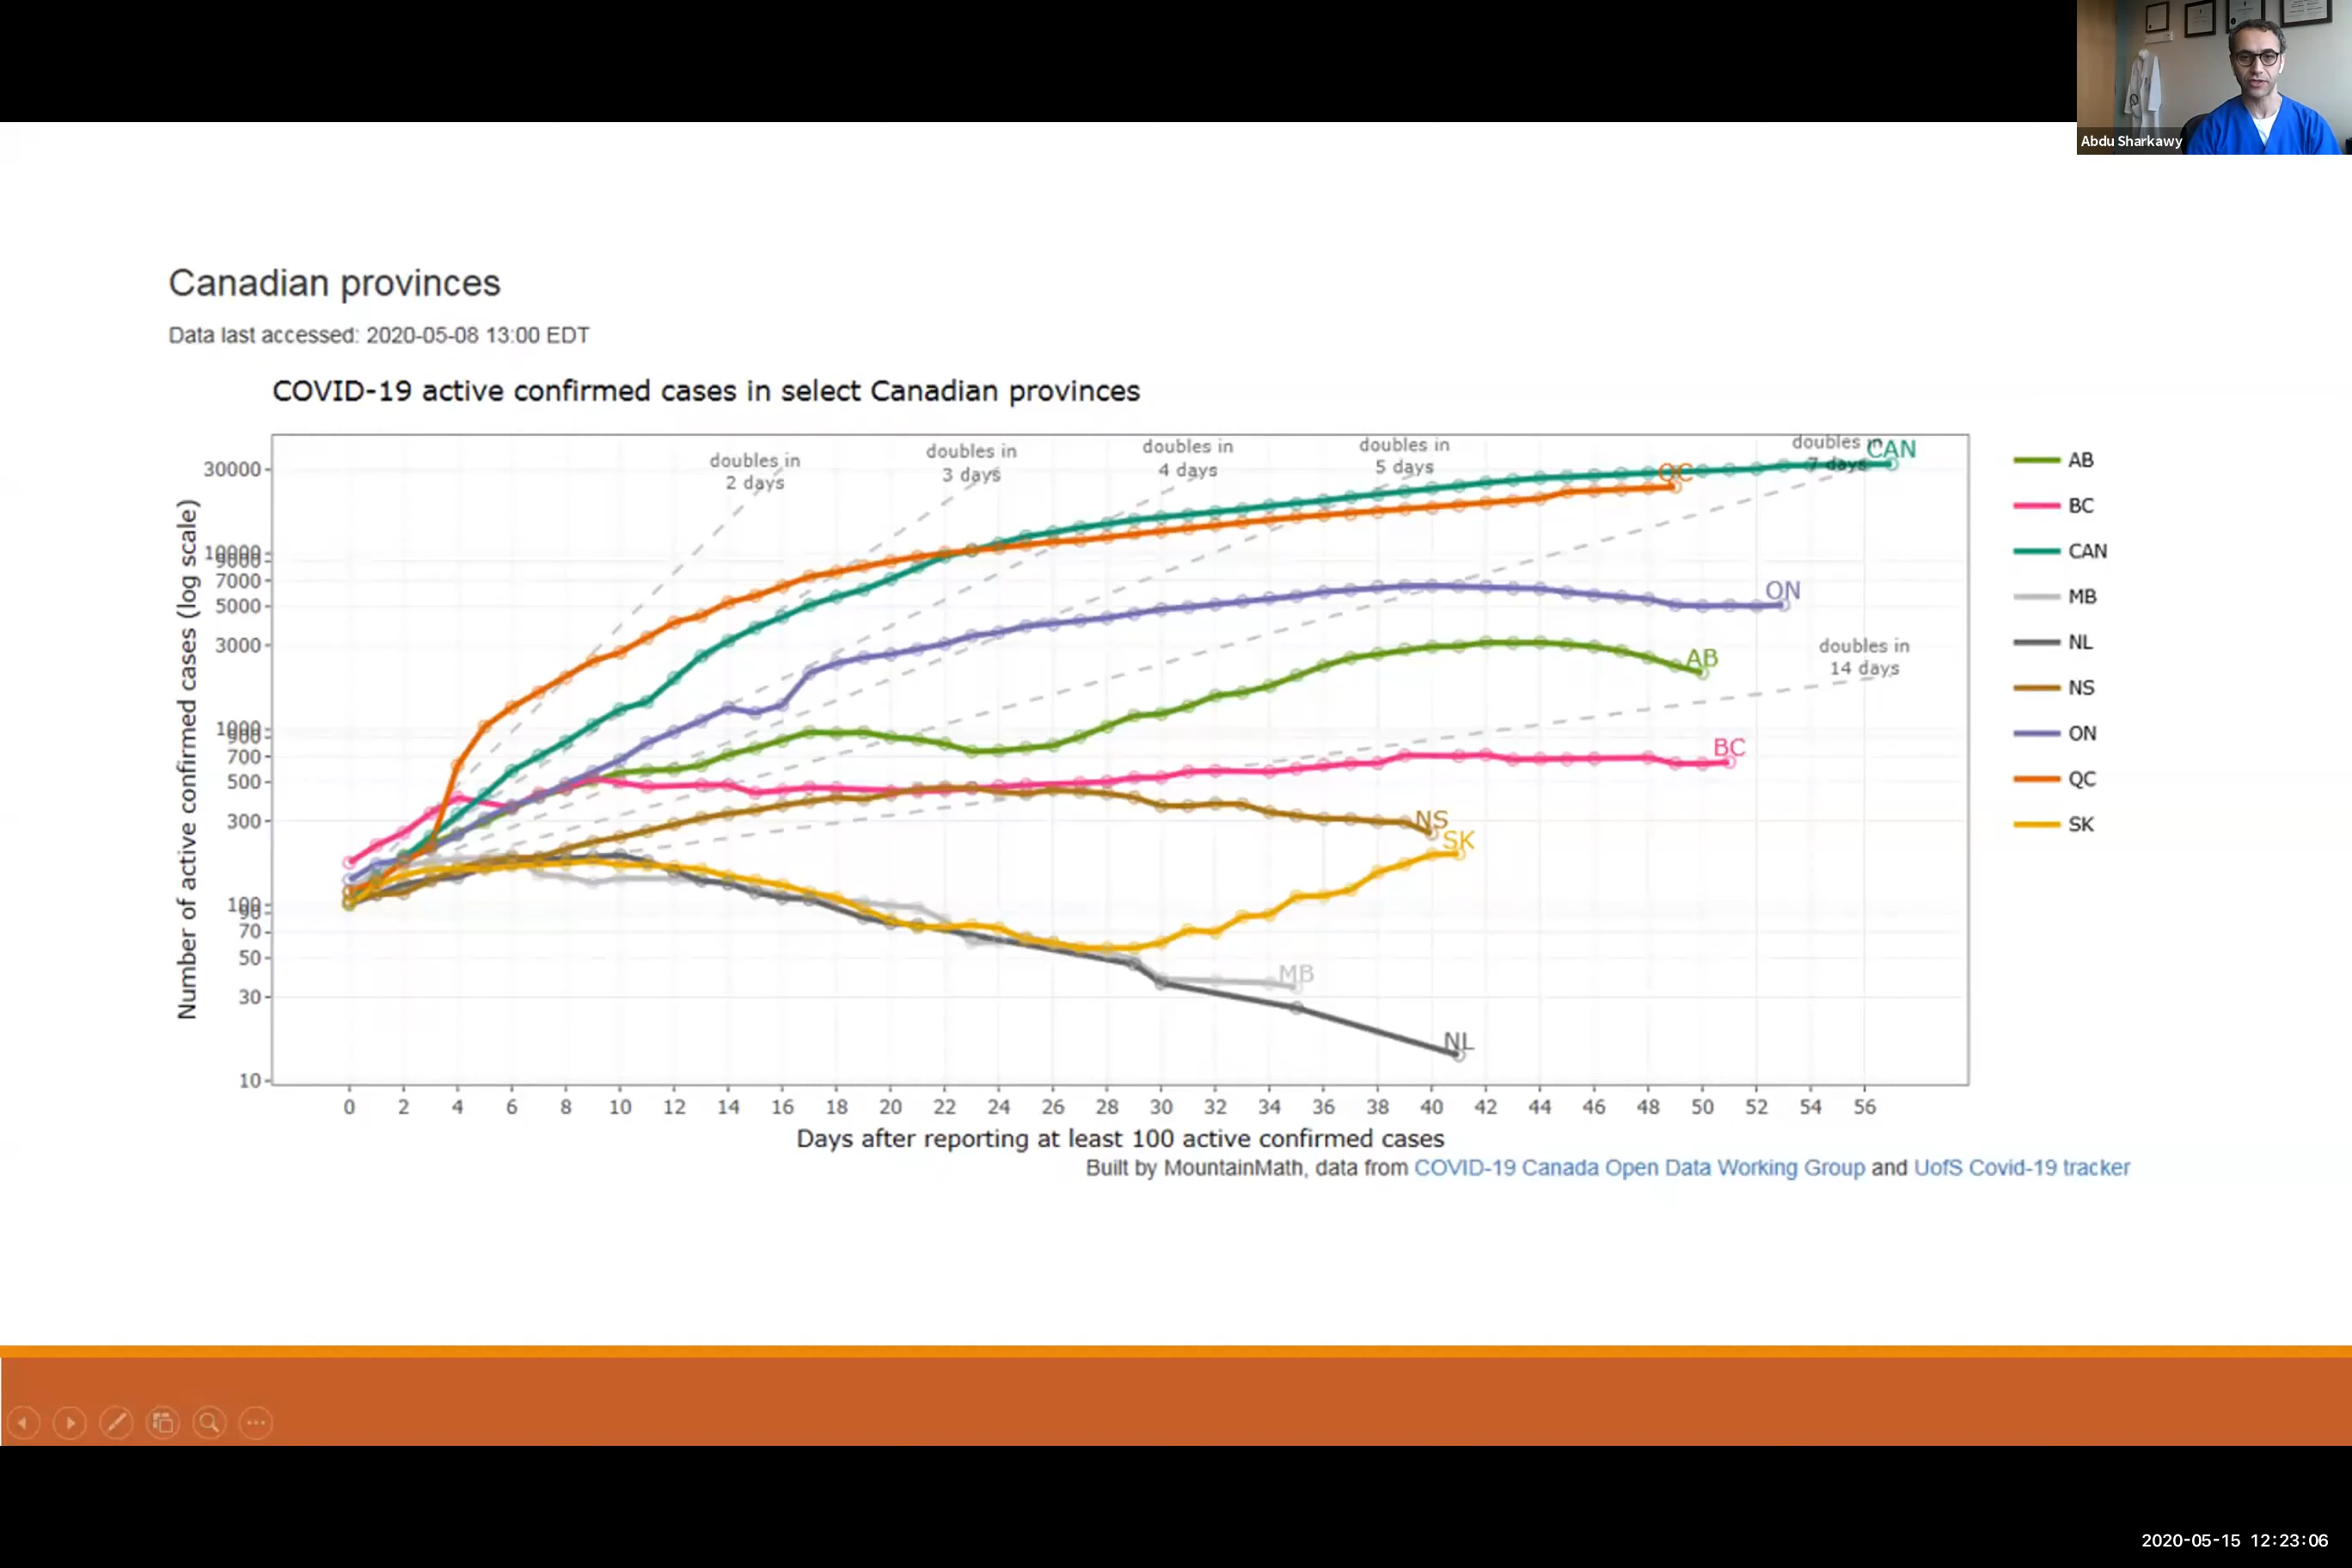 Abdu Sharkawy
Canadian provinces
Data last accessed: 2020-05-08 13:00 EDT
COVID-19 active confirmed cases in select Canadian provinces
Number of active confirmed cases (log scale)
30000
10000
9000
7000
5000
3000
1000
900
700
500
300
100
90
70
50
30
10
doubles in
2 days
doubles in
3 days
doubles in
4 days
doubles in
5 days
doubles in
7 days
doubles in
14 days
CAN
QC
ON
AB
BC
NS
SK
MB
NL
AB
BC
CAN
MB
NL
NS
ON
QC
SK
0 2 4 6 8 10 12 14 16 18 20 22 24 26 28 30 32 34 36 38 40 42 44 46 48 50 52 54 56
Days after reporting at least 100 active confirmed cases
Built by MountainMath, data from COVID-19 Canada Open Data Working Group and UofS Covid-19 tracker
2020-05-15 12:23:06